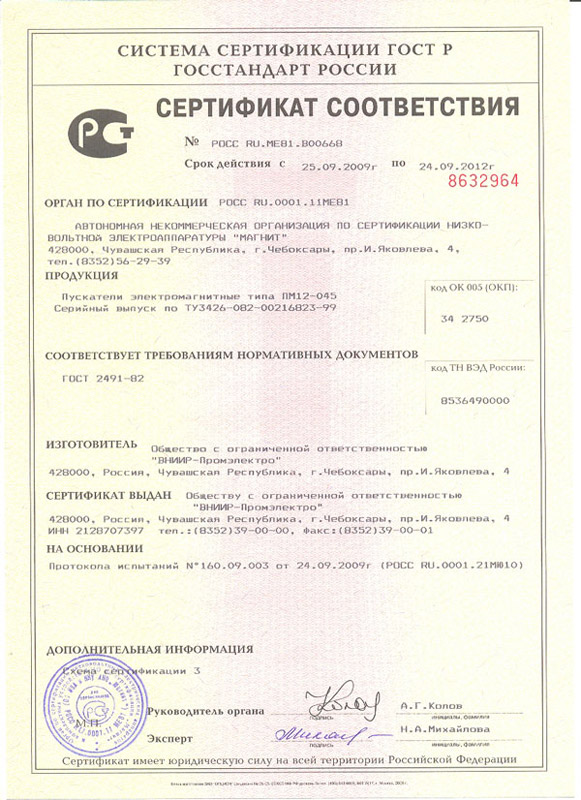 СИСТЕМА СЕРТИФИКАЦИИ ГОСТ Р
ГОССТАНДАРТ РОССИИ
СЕРТИФИКАТ СООТВЕТСТВИЯ
№ РОСС RU.МЕ81.В00668
Срок действия с 25.09.2009г по 24.09.2012г
8632964
ОРГАН ПО СЕРТИФИКАЦИИ РОСС RU.0001.11МЕ81
АВТОНОМНАЯ НЕКОММЕРЧЕСКАЯ ОРГАНИЗАЦИЯ ПО СЕРТИФИКАЦИИ НИЗКО-
ВОЛЬТНОЙ ЭЛЕКТРОАППАРАТУРЫ "МАГНИТ"
428000, Чувашская Республика, г.Чебоксары, пр.И.Яковлева, 4,
тел.(8352)56-29-39
ПРОДУКЦИЯ
Пускатели электромагнитные типа ПМ12-045
Серийный выпуск по ТУ3426-082-00216823-99
код ОК 005 (ОКП):
34 2750
СООТВЕТСТВУЕТ ТРЕБОВАНИЯМ НОРМАТИВНЫХ ДОКУМЕНТОВ
ГОСТ 2491-82
код ТН ВЭД России:
8536490000
ИЗГОТОВИТЕЛЬ Общество с ограниченной ответственностью
"ВНИИР-Промэлектро"
428000, Россия, Чувашская Республика, г.Чебоксары, пр.И.Яковлева, 4
СЕРТИФИКАТ ВЫДАН Обществу с ограниченной ответственностью
"ВНИИР-Промэлектро"
428000, Россия, Чувашская Республика, г.Чебоксары, пр.И.Яковлева, 4
ИНН 2128707397 тел.:(8352)39-00-00, факс:(8352)39-00-01
НА ОСНОВАНИИ
Протокола испытаний N°160.09.003 от 24.09.2009г (РОСС RU.0001.21МЮ10)
ДОПОЛНИТЕЛЬНАЯ ИНФОРМАЦИЯ
Схема сертификации 3
М.П.
Руководитель органа
подпись
А.Г.Колов
инициалы, фамилия
Эксперт
подпись
Н.А.Михайлова
инициалы, фамилия
Сертификат имеет юридическую силу на всей территории Российской Федерации